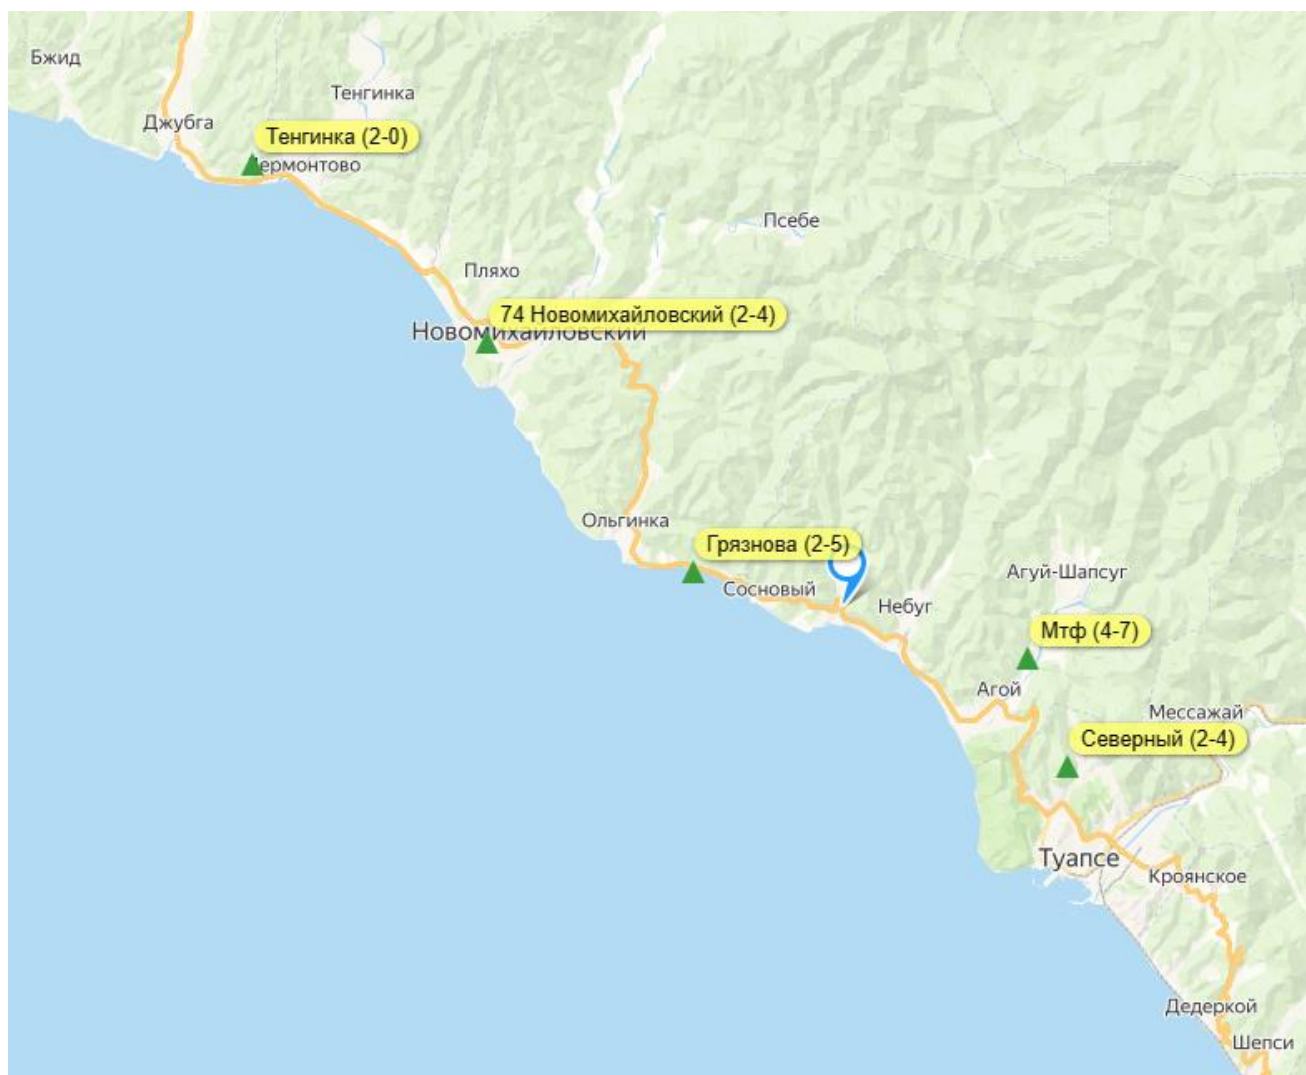 Бжид
Тенгинка
Джубга
Тенгинка (2-0)
Лермонтово
Псебе
Пляхо
74 Новомихайловский (2-4)
Новомихайловский
Ольгинка
Грязнова (2-5)
Агуй-Шапсуг
Сосновый
Небуг
Мтф (4-7)
Агой
Мессажай
Северный (2-4)
Туапсе
Кроянское
Дедеркой
Шепси